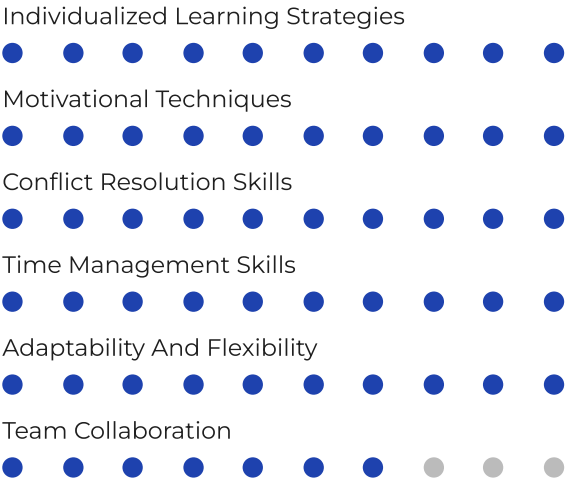 Individualized Learning Strategies
Motivational Techniques
Conflict Resolution Skills
Time Management Skills
Adaptability And Flexibility
Team Collaboration